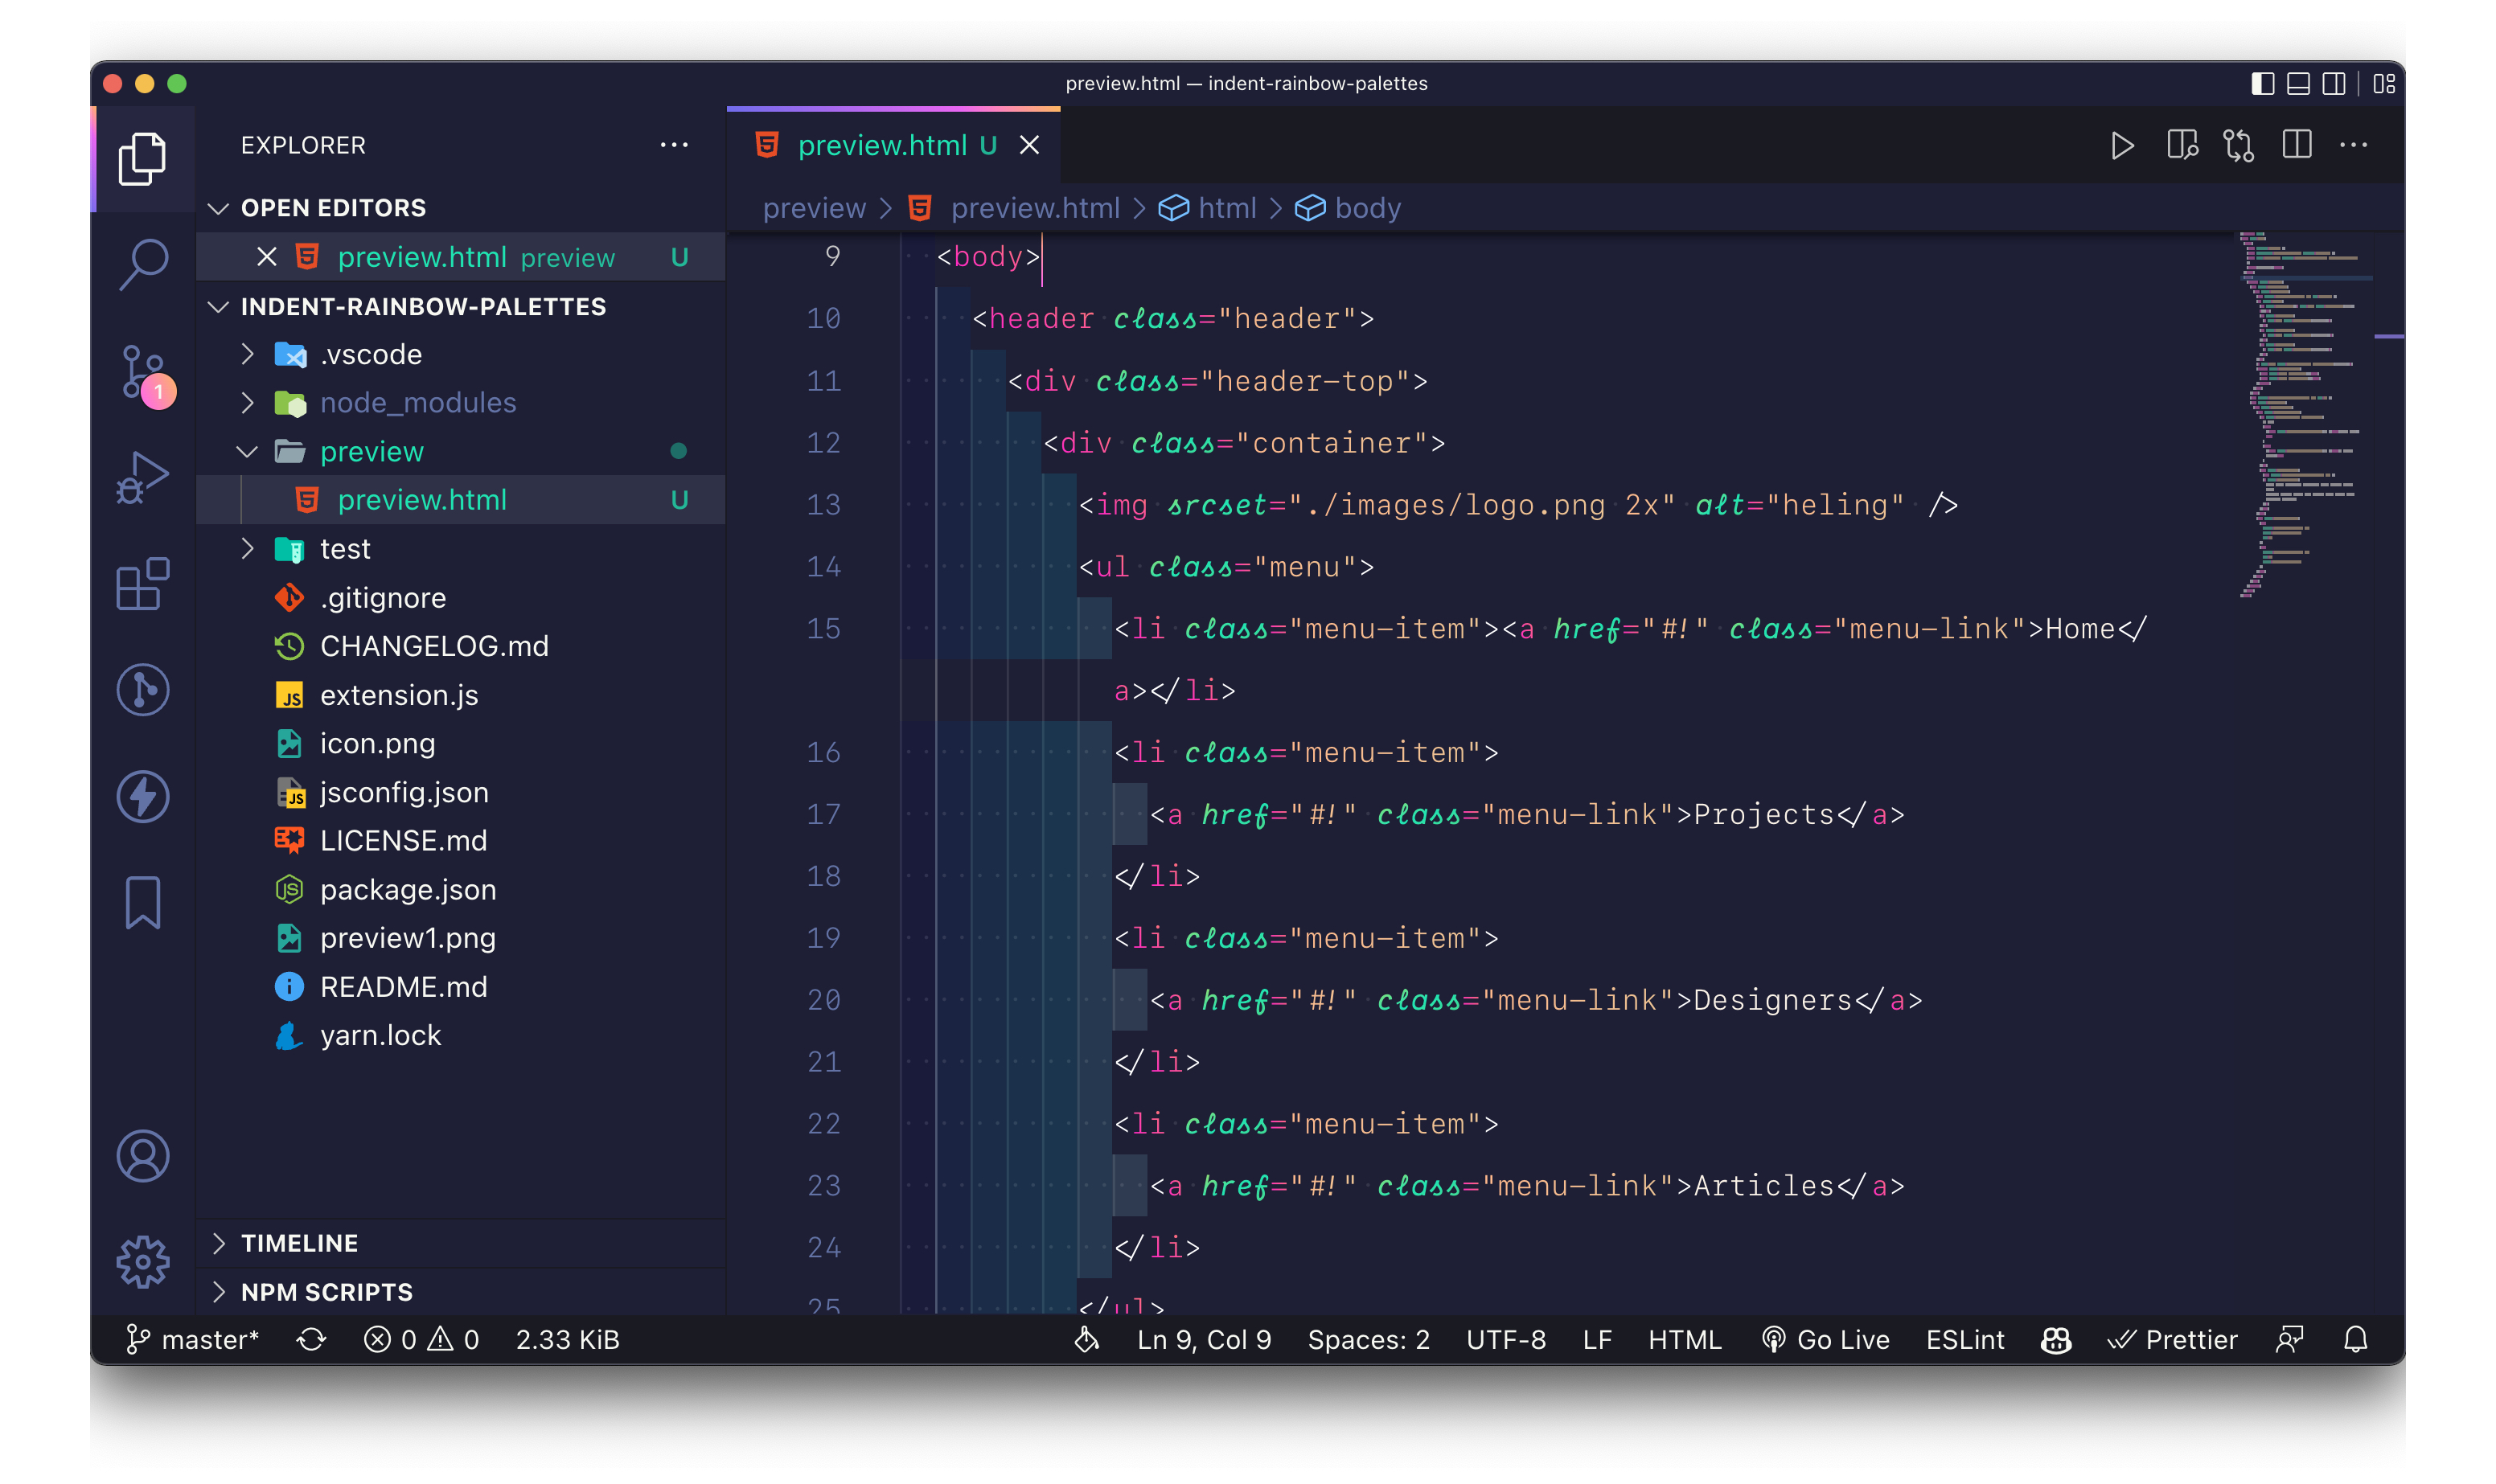 preview.html — indent-rainbow-palettes
EXPLORER
OPEN EDITORS
preview.html preview U
INDENT-RAINBOW-PALETTES
.vscode
node_modules
preview
preview.html U
test
.gitignore
CHANGELOG.md
JS extension.js
icon.png
JS jsconfig.json
LICENSE.md
JS package.json
preview1.png
README.md
yarn.lock
TIMELINE
NPM SCRIPTS
1
preview.html U
preview > preview.html > html > body
9 <body>
10 <header class="header">
11 <div class="header-top">
12 <div class="container">
13 <img srcset="./images/logo.png 2x" alt="heling" />
14 <ul class="menu">
15 <li class="menu-item"><a href="#!" class="menu-link">Home</
a></li>
16 <li class="menu-item">
17 <a href="#!" class="menu-link">Projects</a>
18 </li>
19 <li class="menu-item">
20 <a href="#!" class="menu-link">Designers</a>
21 </li>
22 <li class="menu-item">
23 <a href="#!" class="menu-link">Articles</a>
24 </li>
25 </ul>
master* 0 0 2.33 KiB Ln 9, Col 9 Spaces: 2 UTF-8 LF HTML Go Live ESLint Prettier